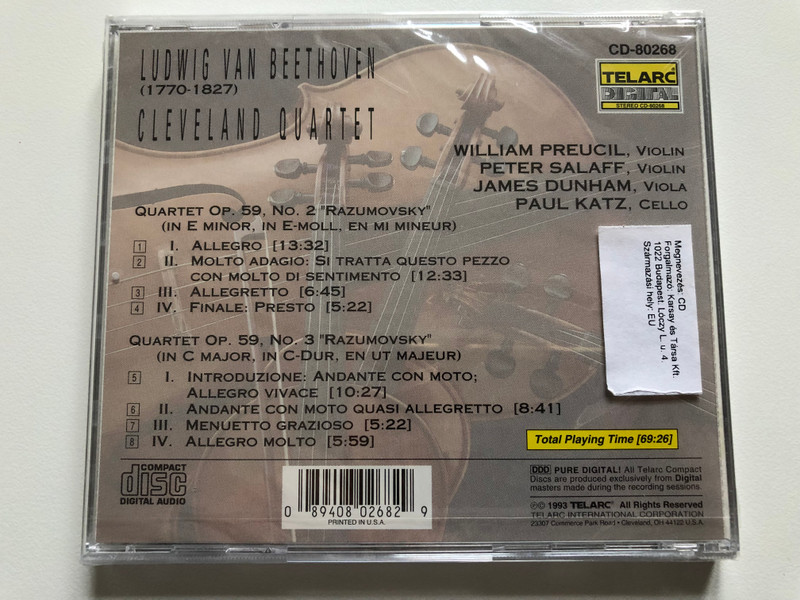 LUDWIG VAN BEETHOVEN
(1770-1827)
CLEVELAND QUARTET
CD-80268
TELARC
DIGITAL
STEREO CD-80268
WILLIAM PREUCIL, VIOLIN
PETER SALAFF, VIOLIN
JAMES DUNHAM, VIOLA
PAUL KATZ, CELLO
QUARTET OP. 59, NO. 2 "RAZUMOVSKY"
(IN E MINOR, IN E-MOLL, EN MI MINEUR)
1 I. ALLEGRO [13:32]
2 II. MOLTO ADAGIO: SI TRATTA QUESTO PEZZO
CON MOLTO DI SENTIMENTO [12:33]
3 III. ALLEGRETTO [6:45]
4 IV. FINALE: PRESTO [5:22]
QUARTET OP. 59, NO. 3 "RAZUMOVSKY"
(IN C MAJOR, IN C-DUR, EN UT MAJEUR)
5 I. INTRODUZIONE: ANDANTE CON MOTO;
ALLEGRO VIVACE [10:27]
6 II. ANDANTE CON MOTO QUASI ALLEGRETTO [8:41]
7 III. MENUETTO GRAZIOSO [5:22]
8 IV. ALLEGRO MOLTO [5:59]
Megnevezés: CD
Forgalmazó: Karsay és Társa Kft.
1022 Budapest. Lóczy L. u. 4.
Származási hely: EU
Total Playing Time [69:26]
COMPACT
disc
DIGITAL AUDIO
0 89408 02682 9
PRINTED IN U.S.A.
DDD PURE DIGITAL! All Telarc Compact
Discs are produced exclusively from Digital
masters made during the recording sessions.
℗© 1993 TELARC® All Rights Reserved
TELARC INTERNATIONAL CORPORATION
23307 Commerce Park Road • Cleveland, OH 44122 U.S.A.